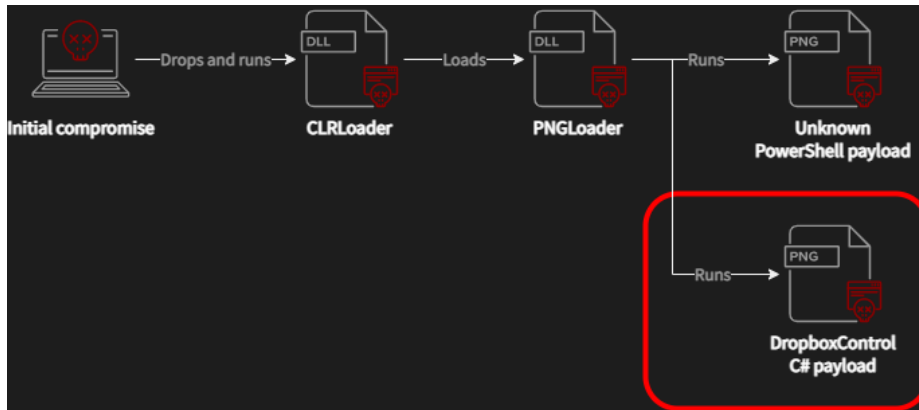 DLL
DLL
PNG
Drops and runs
Loads
Runs
Initial compromise
CLRLoader
PNGLoader
Unknown
PowerShell payload
PNG
Runs
DropboxControl
C# payload